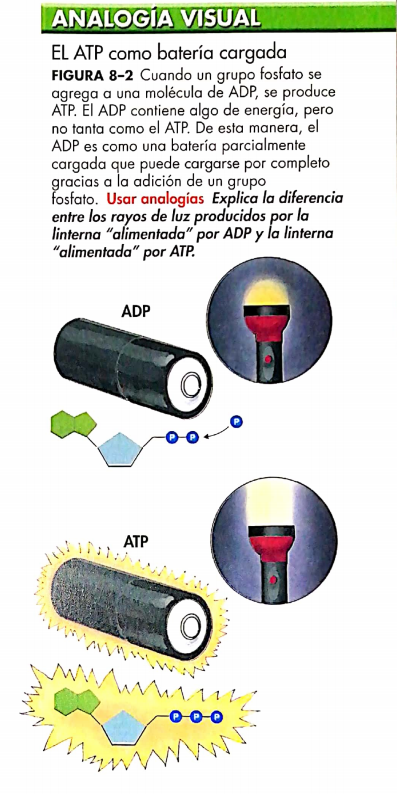 ANALOGÍA VISUAL
EL ATP como batería cargada
FIGURA 8–2 Cuando un grupo fosfato se
agrega a una molécula de ADP, se produce
ATP. El ADP contiene algo de energía, pero
no tanta como el ATP. De esta manera, el
ADP es como una batería parcialmente
cargada que puede cargarse por completo
gracias a la adición de un grupo
fosfato. Usar analogías Explica la diferencia
entre los rayos de luz producidos por la
linterna "alimentada" por ADP y la linterna
"alimentada" por ATP.
ADP
P
P P
ATP
P P P